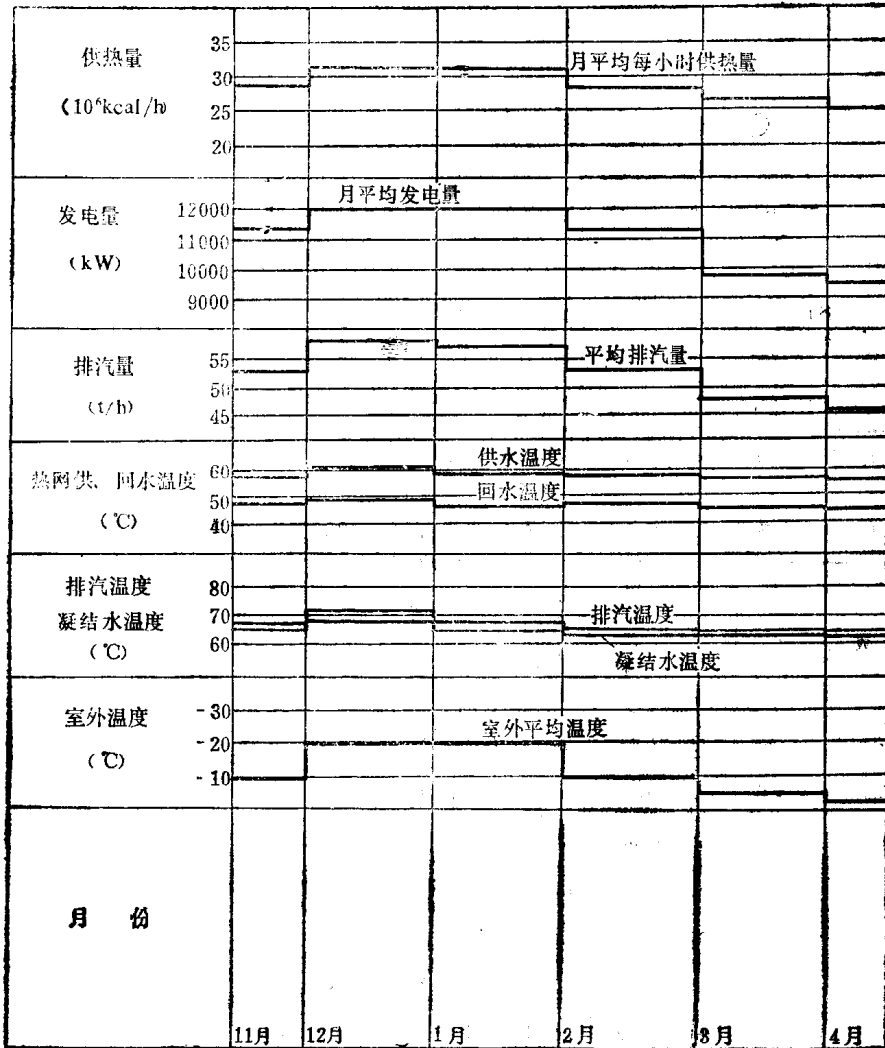 供热量
(10⁶kcal/h)
35
30
25
20
月平均每小时供热量
发电量
(kW)
12000
11000
10000
9000
月平均发电量
排汽量
(t/h)
55
50
45
平均排汽量
热网供、回水温度
(℃)
60
50
40
供水温度
回水温度
排汽温度
凝结水温度
(℃)
80
70
60
排汽温度
凝结水温度
室外温度
(℃)
-30
-20
-10
室外平均温度
月 份
11月 12月 1月 2月 3月 4月